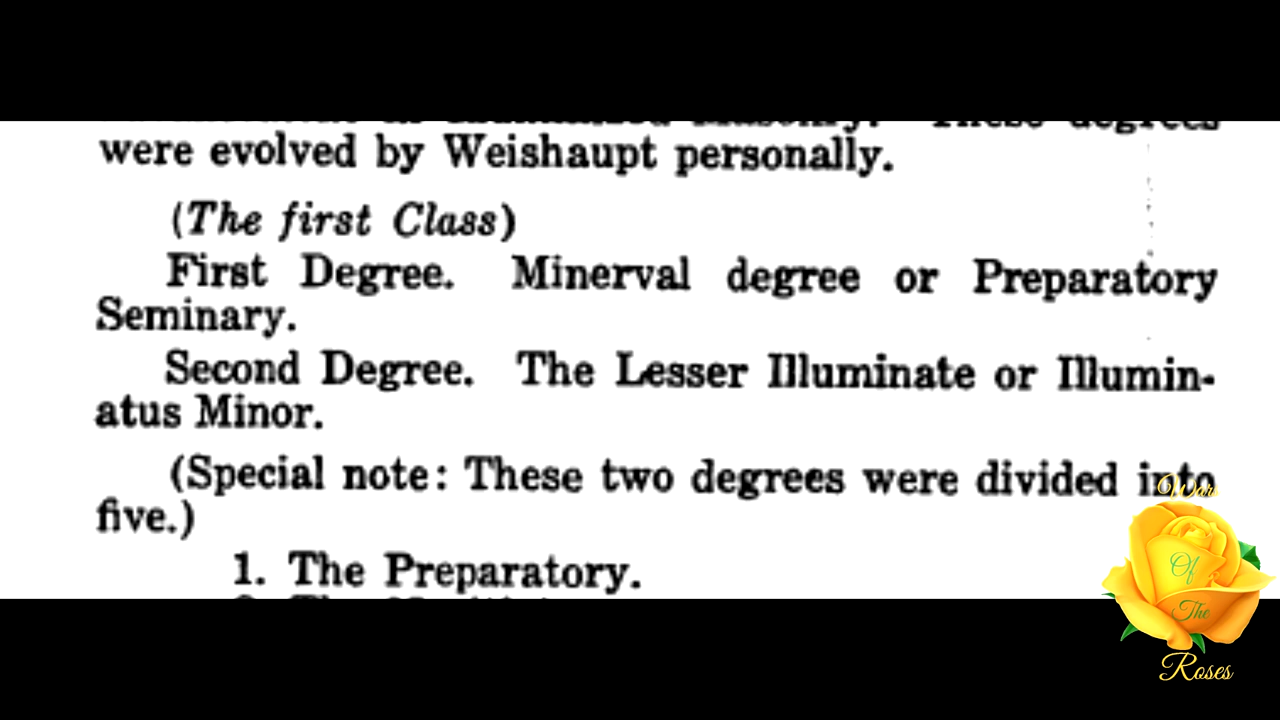 were evolved by Weishaupt personally.
(The first Class)
First Degree. Minerval degree or Preparatory
Seminary.
Second Degree. The Lesser Illuminate or Illumin-
atus Minor.
(Special note: These two degrees were divided into
five.)
1. The Preparatory.
Wars
Of
The
Roses